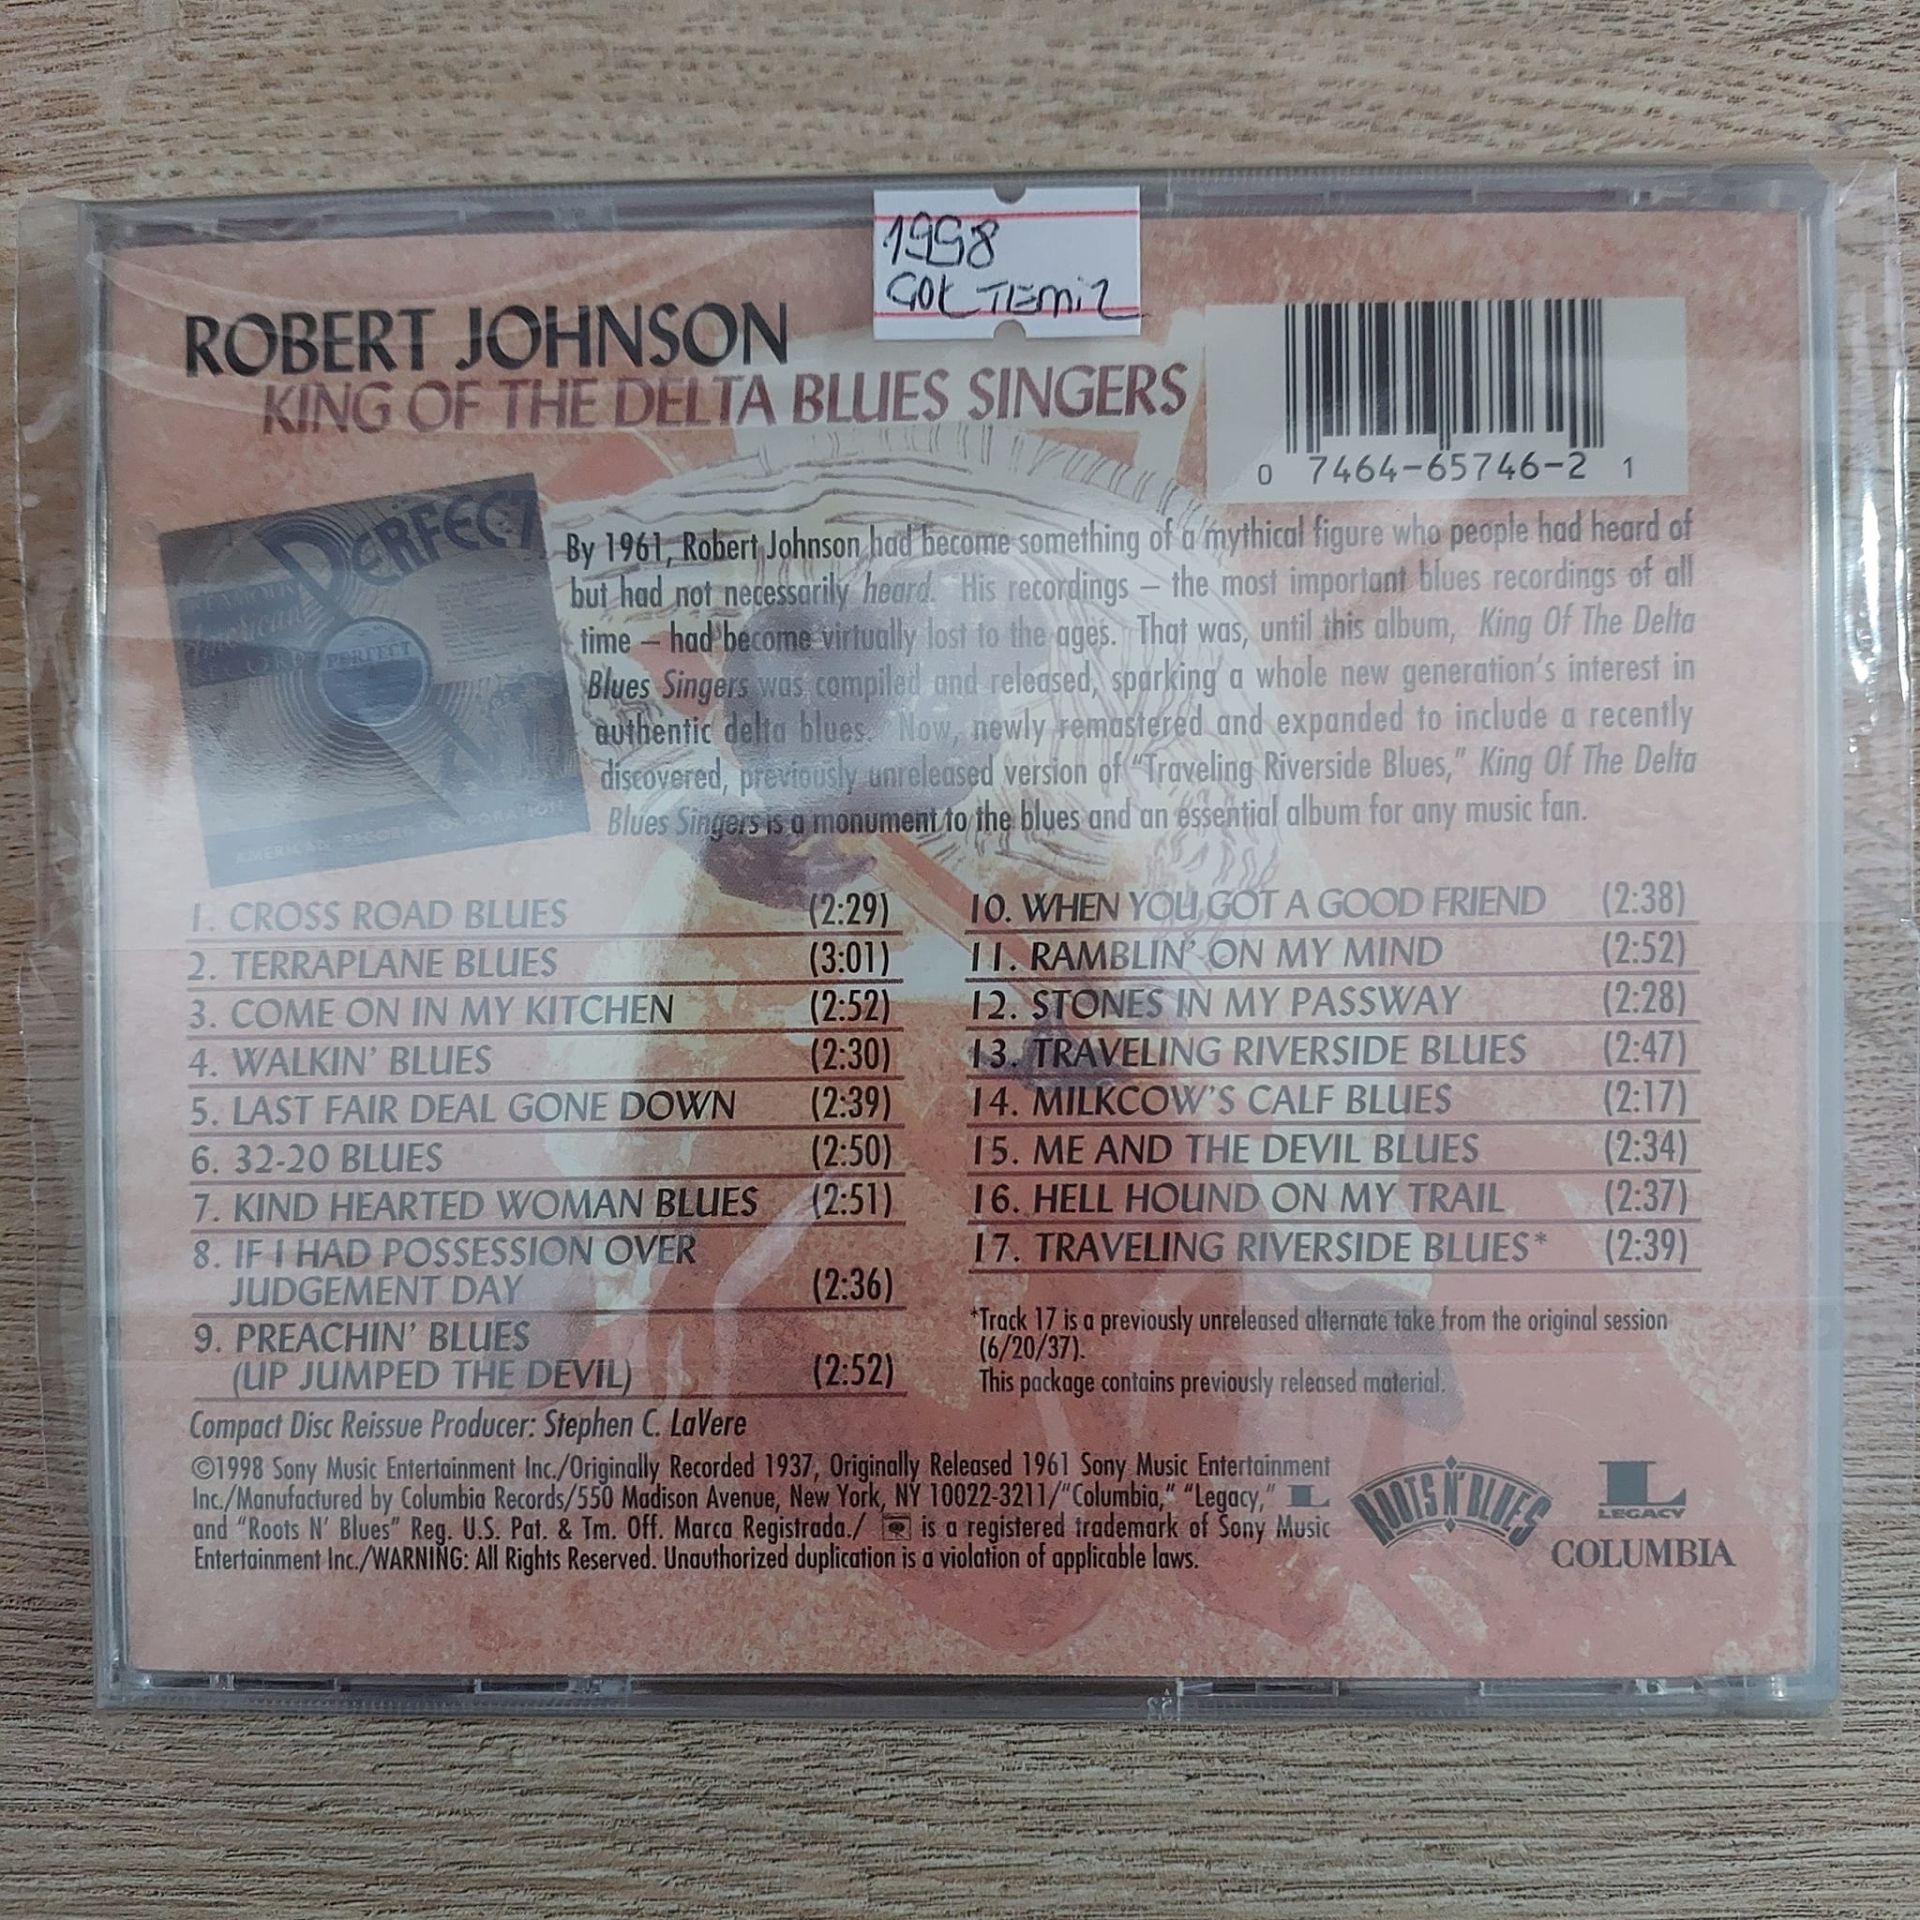 1998
ÇOK TEMİZ
ROBERT JOHNSON
KING OF THE DELTA BLUES SINGERS
0 7464-65746-2 1
PERFECT
PERFECT
AMERICAN RECORD CORPORATION
By 1961, Robert Johnson had become something of a mythical figure who people had heard of
but had not necessarily heard. His recordings – the most important blues recordings of all
time – had become virtually lost to the ages. That was, until this album, King Of The Delta
Blues Singers was compiled and released, sparking a whole new generation's interest in
authentic delta blues. Now, newly remastered and expanded to include a recently
discovered, previously unreleased version of "Traveling Riverside Blues," King Of The Delta
Blues Singers is a monument to the blues and an essential album for any music fan.
1. CROSS ROAD BLUES (2:29)
2. TERRAPLANE BLUES (3:01)
3. COME ON IN MY KITCHEN (2:52)
4. WALKIN' BLUES (2:30)
5. LAST FAIR DEAL GONE DOWN (2:39)
6. 32-20 BLUES (2:50)
7. KIND HEARTED WOMAN BLUES (2:51)
8. IF I HAD POSSESSION OVER
JUDGEMENT DAY (2:36)
9. PREACHIN' BLUES
(UP JUMPED THE DEVIL) (2:52)
10. WHEN YOU GOT A GOOD FRIEND (2:38)
11. RAMBLIN' ON MY MIND (2:52)
12. STONES IN MY PASSWAY (2:28)
13. TRAVELING RIVERSIDE BLUES (2:47)
14. MILKCOW'S CALF BLUES (2:17)
15. ME AND THE DEVIL BLUES (2:34)
16. HELL HOUND ON MY TRAIL (2:37)
17. TRAVELING RIVERSIDE BLUES* (2:39)
*Track 17 is a previously unreleased alternate take from the original session
(6/20/37).
This package contains previously released material.
Compact Disc Reissue Producer: Stephen C. LaVere
©1998 Sony Music Entertainment Inc./Originally Recorded 1937, Originally Released 1961 Sony Music Entertainment
Inc./Manufactured by Columbia Records/550 Madison Avenue, New York, NY 10022-3211/"Columbia," "Legacy," L
and "Roots N' Blues" Reg. U.S. Pat. & Tm. Off. Marca Registrada./ is a registered trademark of Sony Music
Entertainment Inc./WARNING: All Rights Reserved. Unauthorized duplication is a violation of applicable laws.
ROOTS N' BLUES
L
LEGACY
COLUMBIA